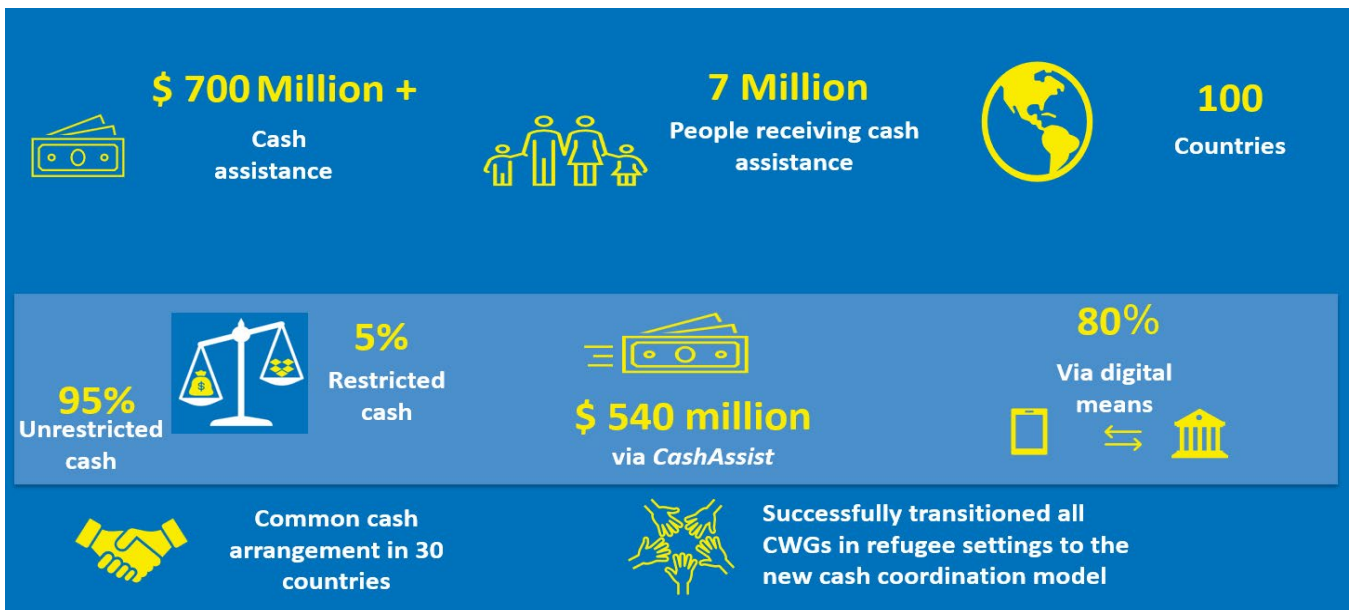 $ 700 Million +
Cash
assistance
7 Million
People receiving cash
assistance
100
Countries
95%
Unrestricted
cash
$
5%
Restricted
cash
$ 540 million
via CashAssist
80%
Via digital
means
Common cash
arrangement in 30
countries
Successfully transitioned all
CWGs in refugee settings to the
new cash coordination model